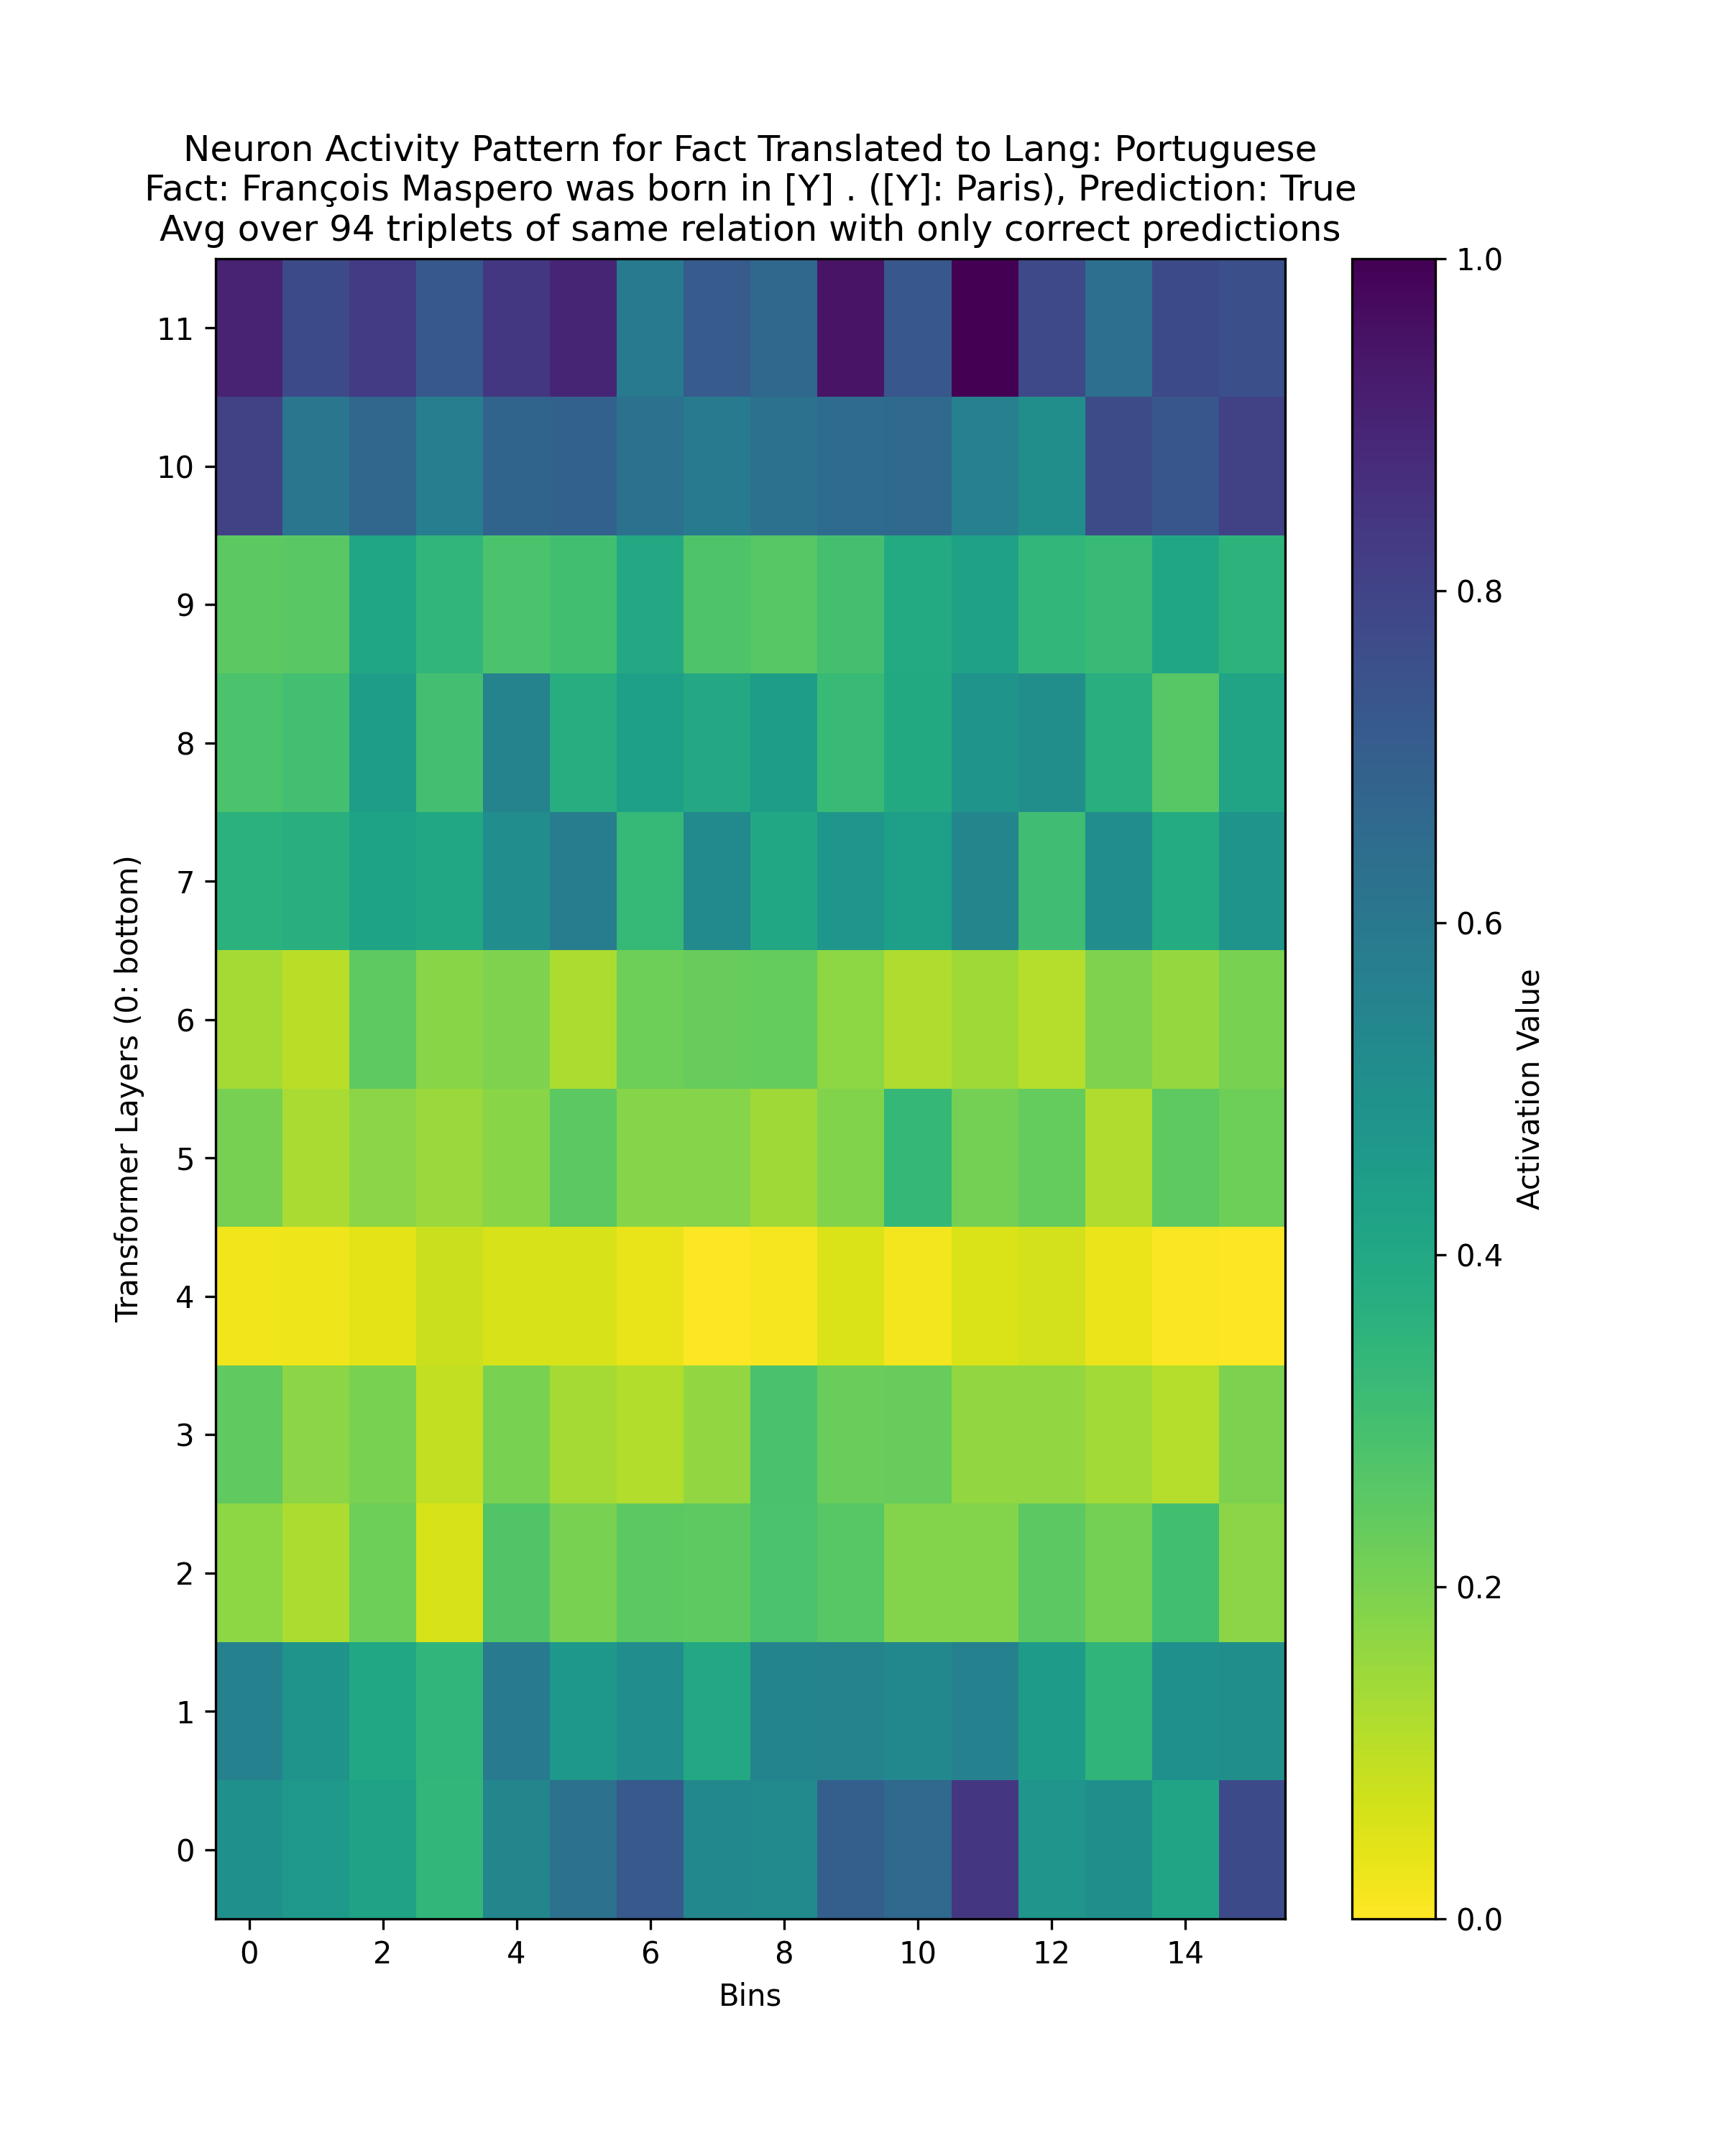 Neuron Activity Pattern for Fact Translated to Lang: Portuguese
Fact: François Maspero was born in [Y] . ([Y]: Paris), Prediction: True
Avg over 94 triplets of same relation with only correct predictions
11
10
9
8
7
6
5
4
3
2
1
0
Transformer Layers (0: bottom)
0 2 4 6 8 10 12 14
Bins
1.0
0.8
0.6
0.4
0.2
0.0
Activation Value